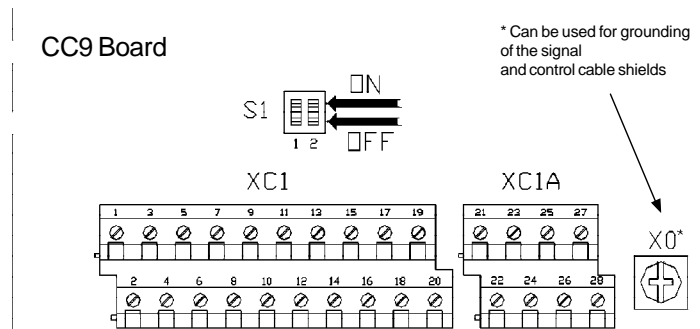 CC9 Board
* Can be used for grounding
of the signal
and control cable shields
ON
S1
1 2 OFF
XC1 XC1A
1 3 5 7 9 11 13 15 17 19 21 23 25 27
X0*
2 4 6 8 10 12 14 16 18 20 22 24 26 28